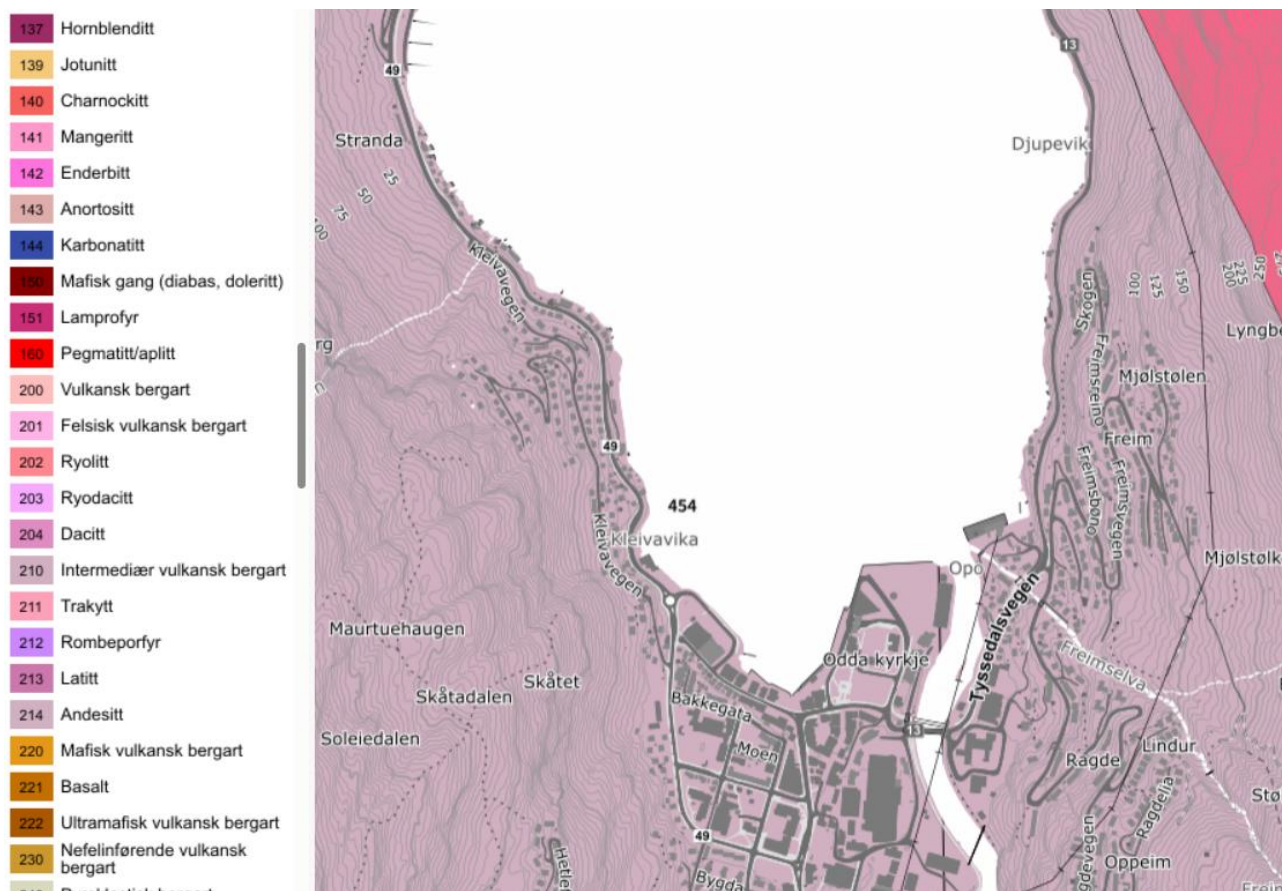 137 Hornblenditt
139 Jotunitt
140 Charnockitt
141 Mangeritt
142 Enderbitt
143 Anortositt
144 Karbonatitt
150 Mafisk gang (diabas, doleritt)
151 Lamprofyr
160 Pegmatitt/aplitt
200 Vulkansk bergart
201 Felsisk vulkansk bergart
202 Ryolitt
203 Ryodacitt
204 Dacitt
210 Intermediær vulkansk bergart
211 Trakytt
212 Rombeporfyr
213 Latitt
214 Andesitt
220 Mafisk vulkansk bergart
221 Basalt
222 Ultramafisk vulkansk bergart
230 Nefelinførende vulkansk
bergart
13
49
Stranda
Djupevik
25
50
75
100
Kleivavegen
Skogen
100
125
150
200
225
250
rg
Freimsreino
Mjølstølen
Freim
49
Freimsbono
Freimsvegen
454
Kleivavika
Kleivavegen
Opo
Tyssedalsvegen
Maurtuehaugen
Odda kyrkje
Freimselva
Skåtet
Skåtadalen
Bakkegata
Soleiedalen
13
Moen
Ragde
Lindur
Ragdelia
49
Oppeim
Bygda